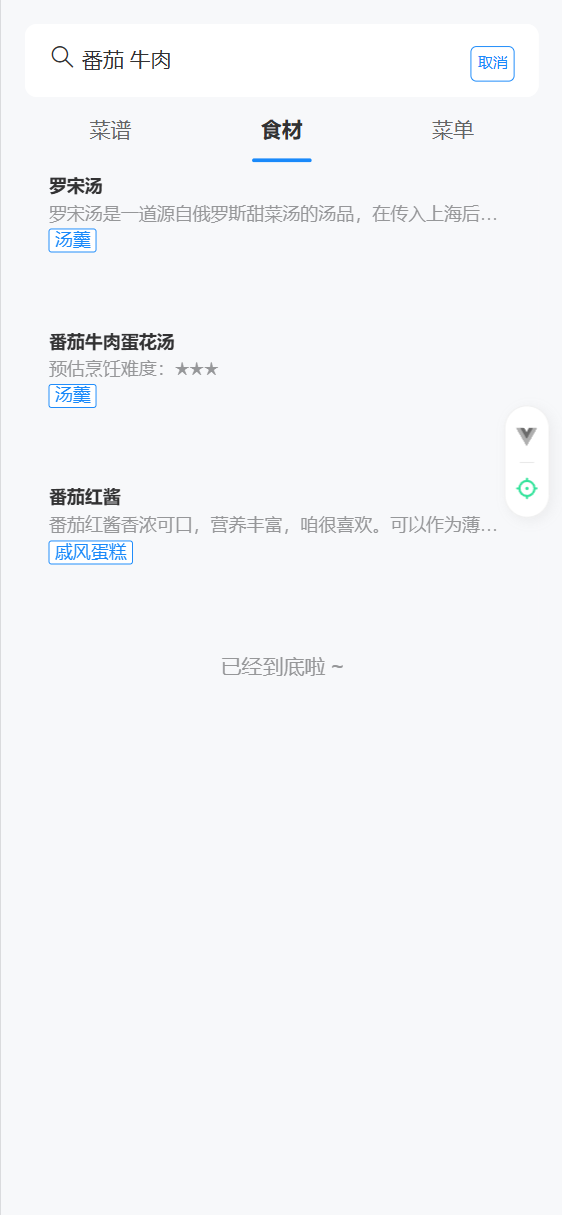 番茄 牛肉
取消
菜谱
食材
菜单
罗宋汤
罗宋汤是一道源自俄罗斯甜菜汤的汤品，在传入上海后...
汤羹
番茄牛肉蛋花汤
预估烹饪难度：★★★
汤羹
番茄红酱
番茄红酱香浓可口，营养丰富，咱很喜欢。可以作为薄...
戚风蛋糕
已经到底啦 ~